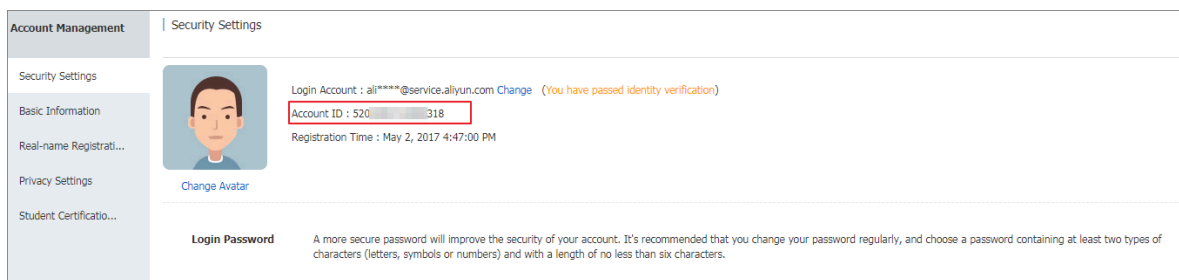 Account Management
Security Settings
Security Settings
Basic Information
Real-name Registrati...
Privacy Settings
Student Certificatio...
Login Account : ali****@service.aliyun.com Change (You have passed identity verification)
Account ID : 520 318
Registration Time : May 2, 2017 4:47:00 PM
Change Avatar
Login Password
A more secure password will improve the security of your account. It's recommended that you change your password regularly, and choose a password containing at least two types of
characters (letters, symbols or numbers) and with a length of no less than six characters.